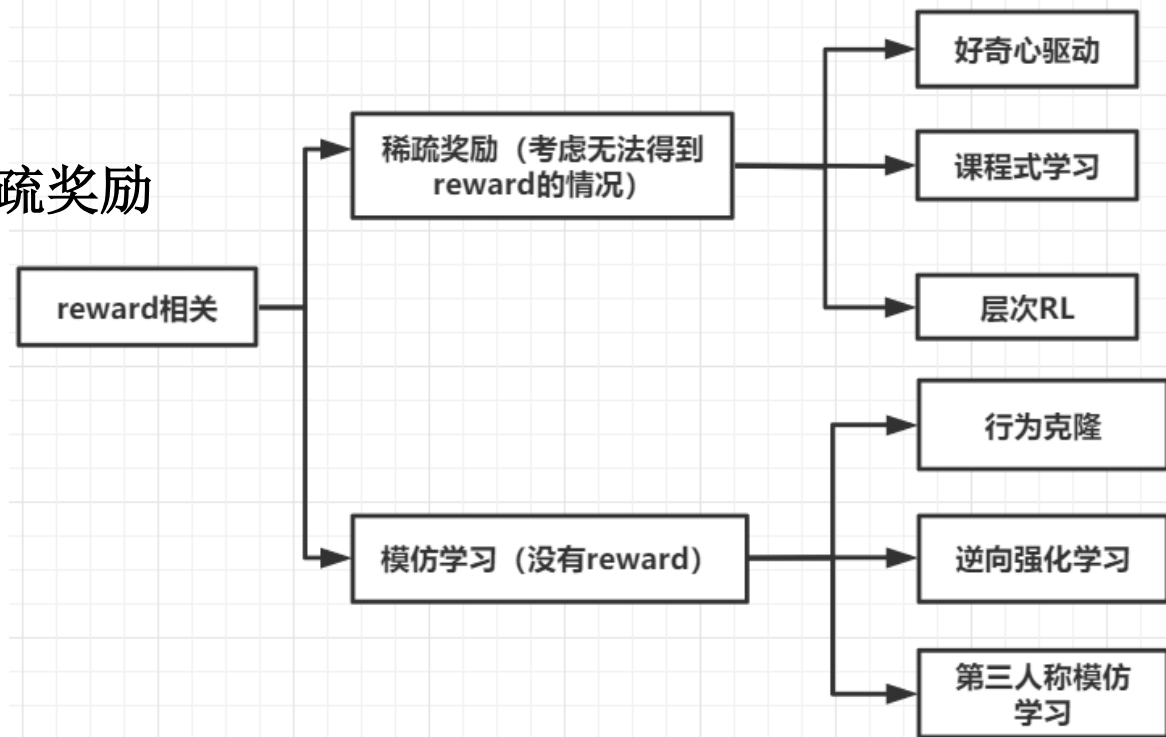 疏奖励
reward相关
稀疏奖励（考虑无法得到
reward的情况）
好奇心驱动
课程式学习
层次RL
模仿学习（没有reward）
行为克隆
逆向强化学习
第三人称模仿
学习